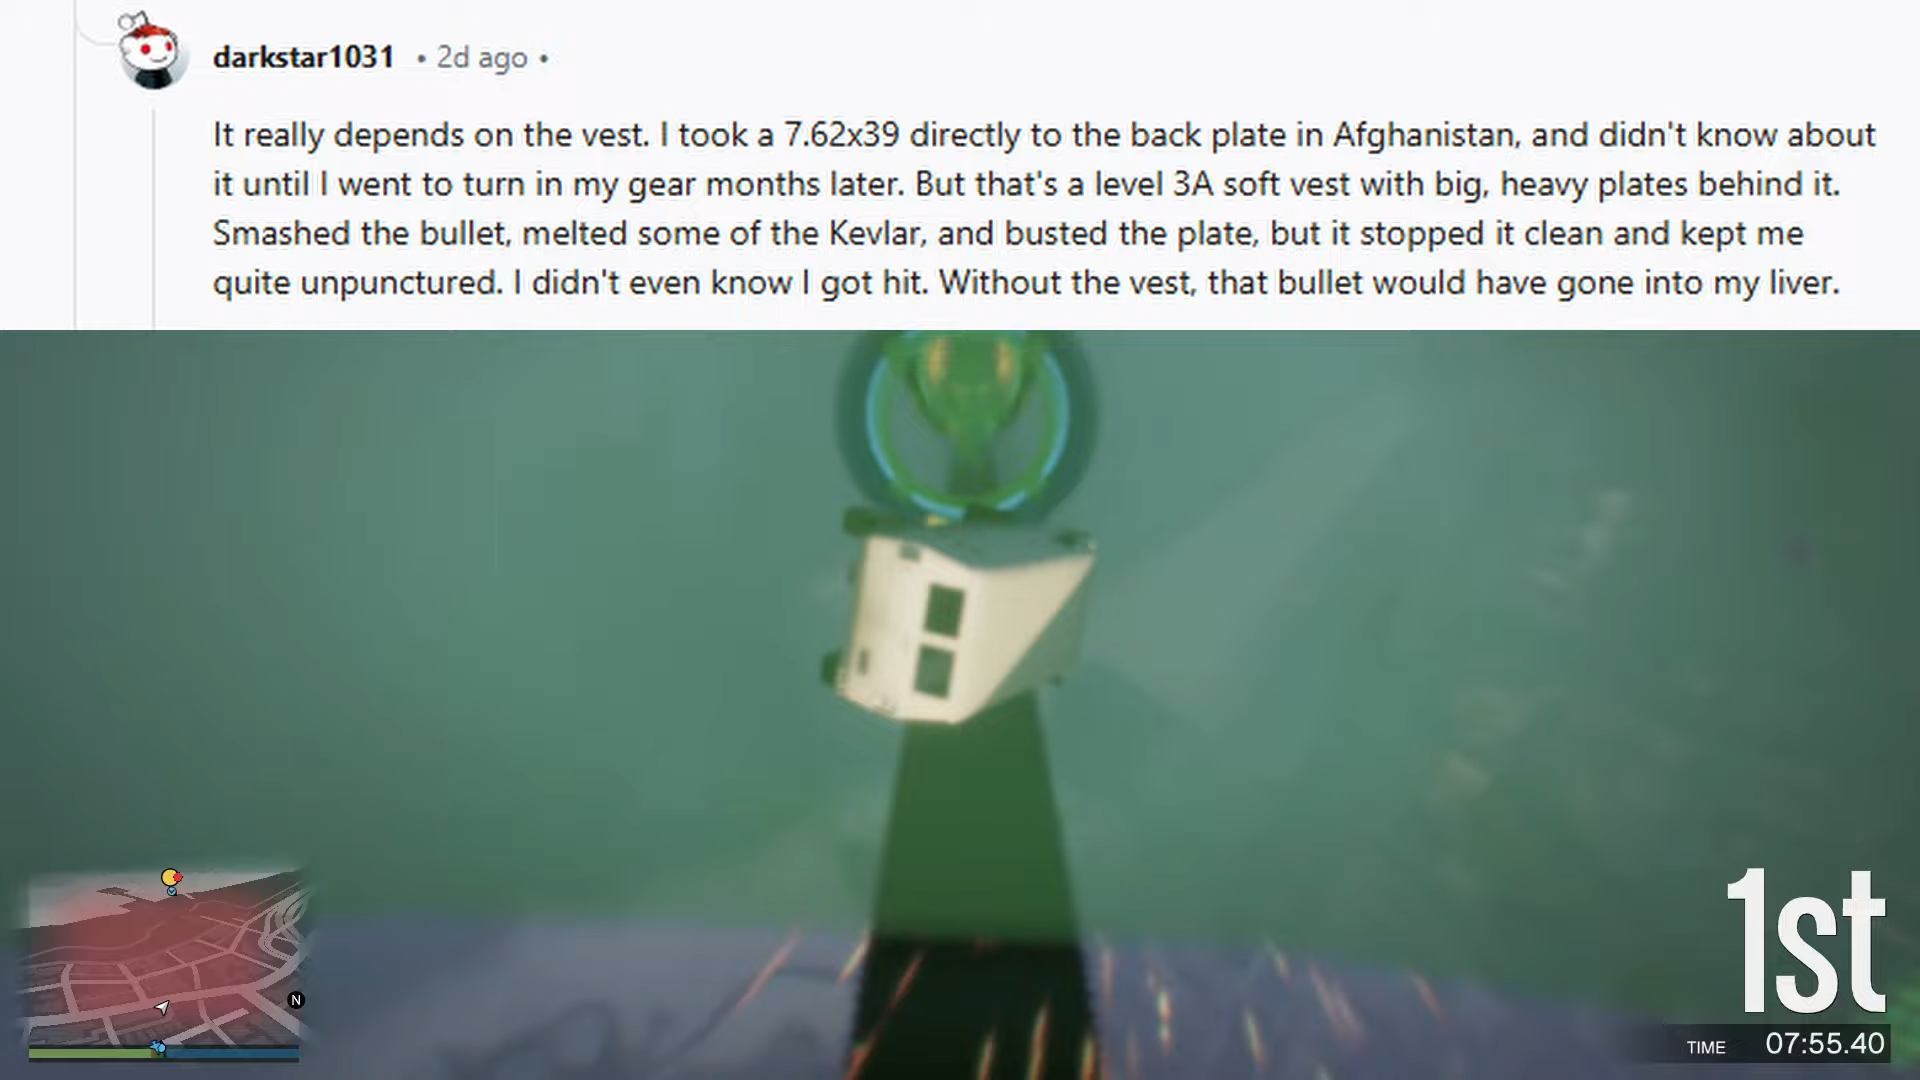 darkstar1031 • 2d ago •
It really depends on the vest. I took a 7.62x39 directly to the back plate in Afghanistan, and didn't know about
it until I went to turn in my gear months later. But that's a level 3A soft vest with big, heavy plates behind it.
Smashed the bullet, melted some of the Kevlar, and busted the plate, but it stopped it clean and kept me
quite unpunctured. I didn't even know I got hit. Without the vest, that bullet would have gone into my liver.
1st
N
TIME 07:55.40